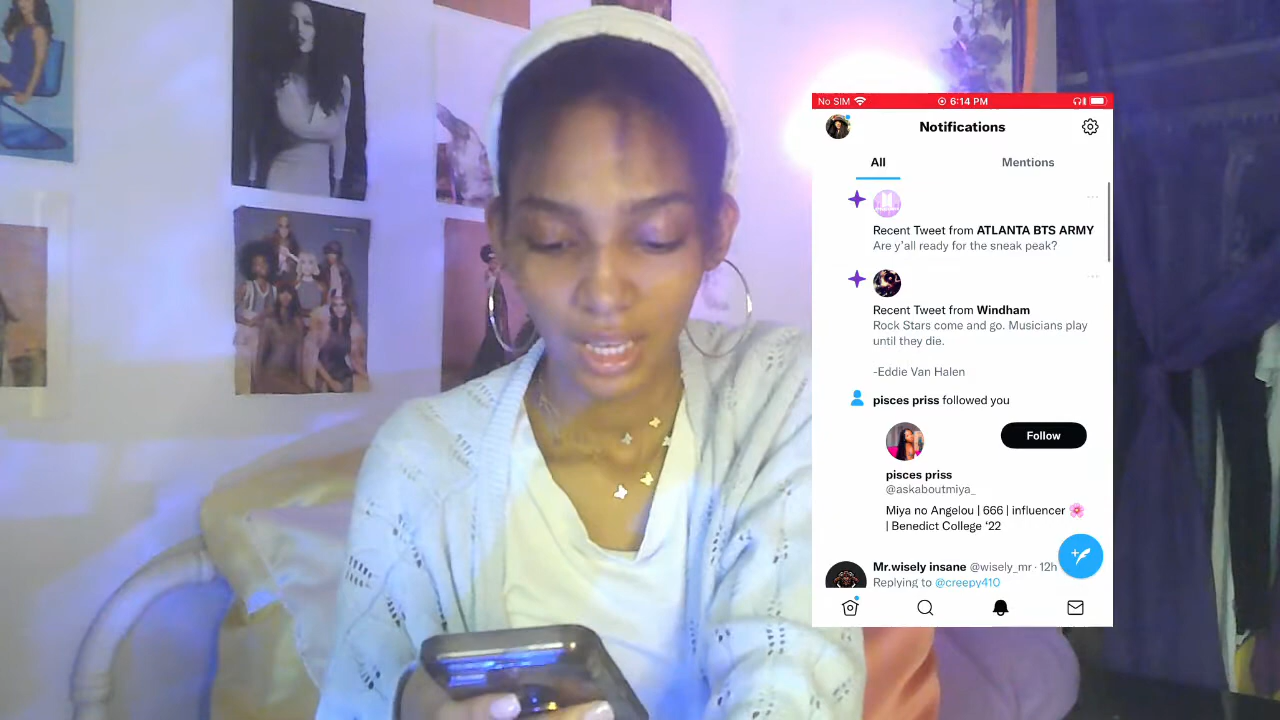 No SIM 6:14 PM
Notifications
All Mentions
Recent Tweet from ATLANTA BTS ARMY
Are y'all ready for the sneak peak?
Recent Tweet from Windham
Rock Stars come and go. Musicians play
until they die.
-Eddie Van Halen
pisces priss followed you
Follow
pisces priss
@askaboutmiya_
Miya no Angelou | 666 | influencer 🌸
| Benedict College '22
Mr.wisely insane @wisely_mr · 12h
Replying to @creepy410